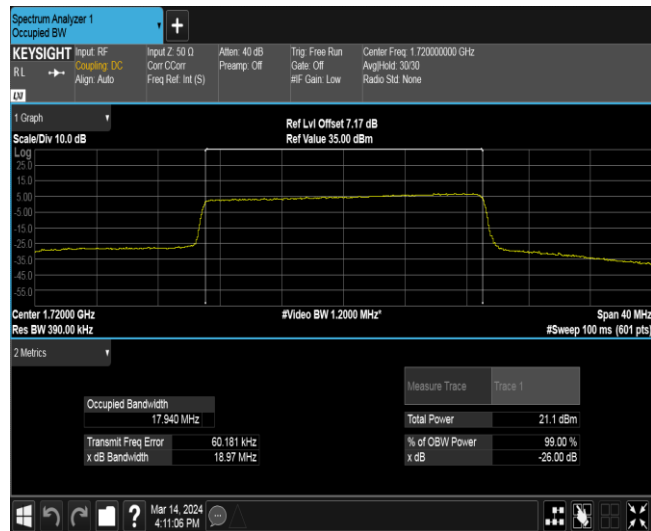 Spectrum Analyzer 1
Occupied BW
+
KEYSIGHT Input: RF Input Z: 50 Ω Atten: 40 dB Trig: Free Run Center Freq: 1.720000000 GHz
RL Coupling: DC Corr CCorr Preamp: Off Gate: Off Avg|Hold: 30/30
Align: Auto Freq Ref: Int (S) #IF Gain: Low Radio Std: None
LXI
1 Graph
Scale/Div 10.0 dB
Ref Lvl Offset 7.17 dB
Ref Value 35.00 dBm
Log
25.0
15.0
5.00
-5.00
-15.0
-25.0
-35.0
-45.0
-55.0
Center 1.72000 GHz #Video BW 1.2000 MHz* Span 40 MHz
Res BW 390.00 kHz #Sweep 100 ms (601 pts)
2 Metrics
Measure Trace Trace 1
Occupied Bandwidth
17.940 MHz
Total Power 21.1 dBm
Transmit Freq Error 60.181 kHz % of OBW Power 99.00 %
x dB Bandwidth 18.97 MHz x dB -26.00 dB
? Mar 14, 2024
4:11:06 PM